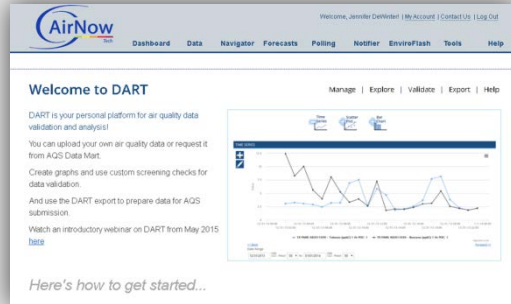 AirNow
Tech
Welcome, Jennifer DeWinter! | My Account | Contact Us | Log Out
Dashboard Data Navigator Forecasts Polling Notifier EnviroFlash Tools Help
Welcome to DART
Manage | Explore | Validate | Export | Help
DART is your personal platform for air quality data
validation and analysis!
You can upload your own air quality data or request it
from AQS Data Mart.
Create graphs and use custom screening checks for
data validation.
And use the DART export to prepare data for AQS
submission.
Watch an introductory webinar on DART from May 2015
here
TIME SERIES
Here's how to get started...